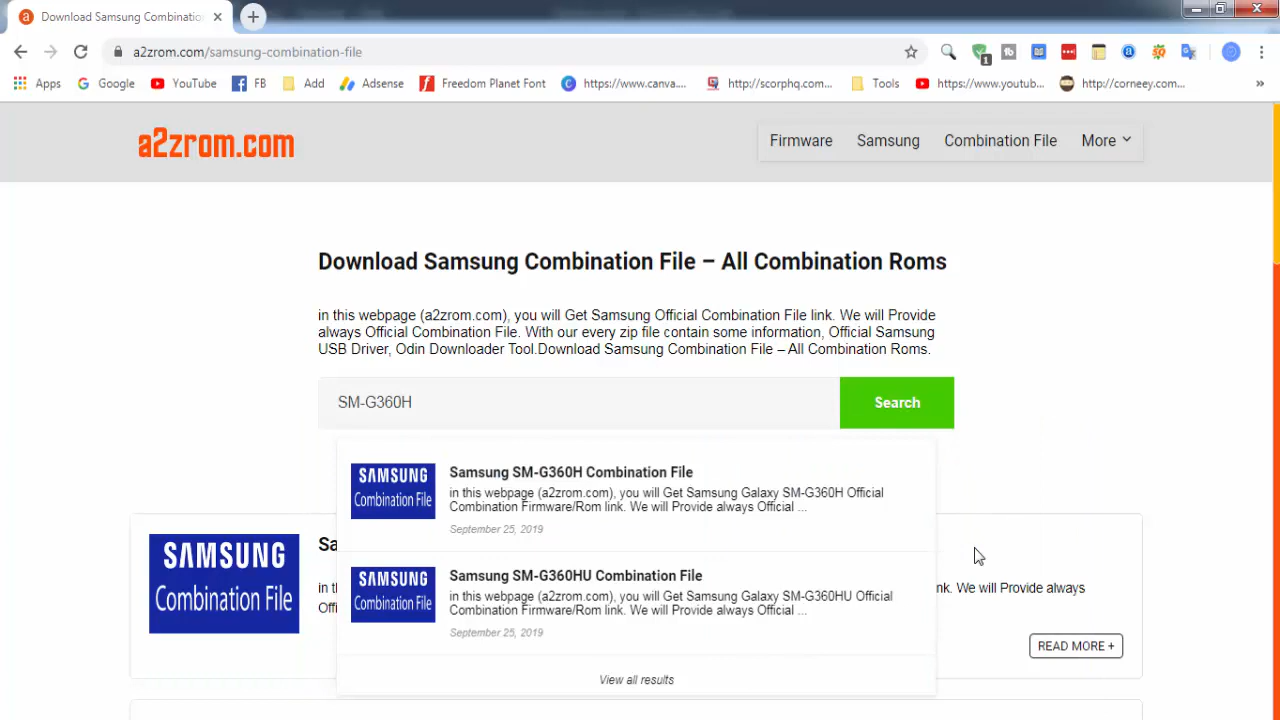 Download Samsung Combination
a2zrom.com/samsung-combination-file
1
Apps
Google
YouTube
FB
Add
Adsense
Freedom Planet Font
https://www.canva...
http://scorphq.com...
Tools
https://www.youtub...
http://corneey.com...
»
a2zrom.com
Firmware
Samsung
Combination File
More
Download Samsung Combination File – All Combination Roms
in this webpage (a2zrom.com), you will Get Samsung Official Combination File link. We will Provide
always Official Combination File. With our every zip file contain some information, Official Samsung
USB Driver, Odin Downloader Tool.Download Samsung Combination File – All Combination Roms.
SM-G360H
Search
SAMSUNG
Combination File
Samsung SM-G360H Combination File
in this webpage (a2zrom.com), you will Get Samsung Galaxy SM-G360H Official
Combination Firmware/Rom link. We will Provide always Official ...
September 25, 2019
SAMSUNG
Combination File
Samsung SM-G360HU Combination File
in this webpage (a2zrom.com), you will Get Samsung Galaxy SM-G360HU Official
Combination Firmware/Rom link. We will Provide always Official ...
September 25, 2019
View all results
SAMSUNG
Combination File
Sa
in t
nk. We will Provide always
Offi
READ MORE +